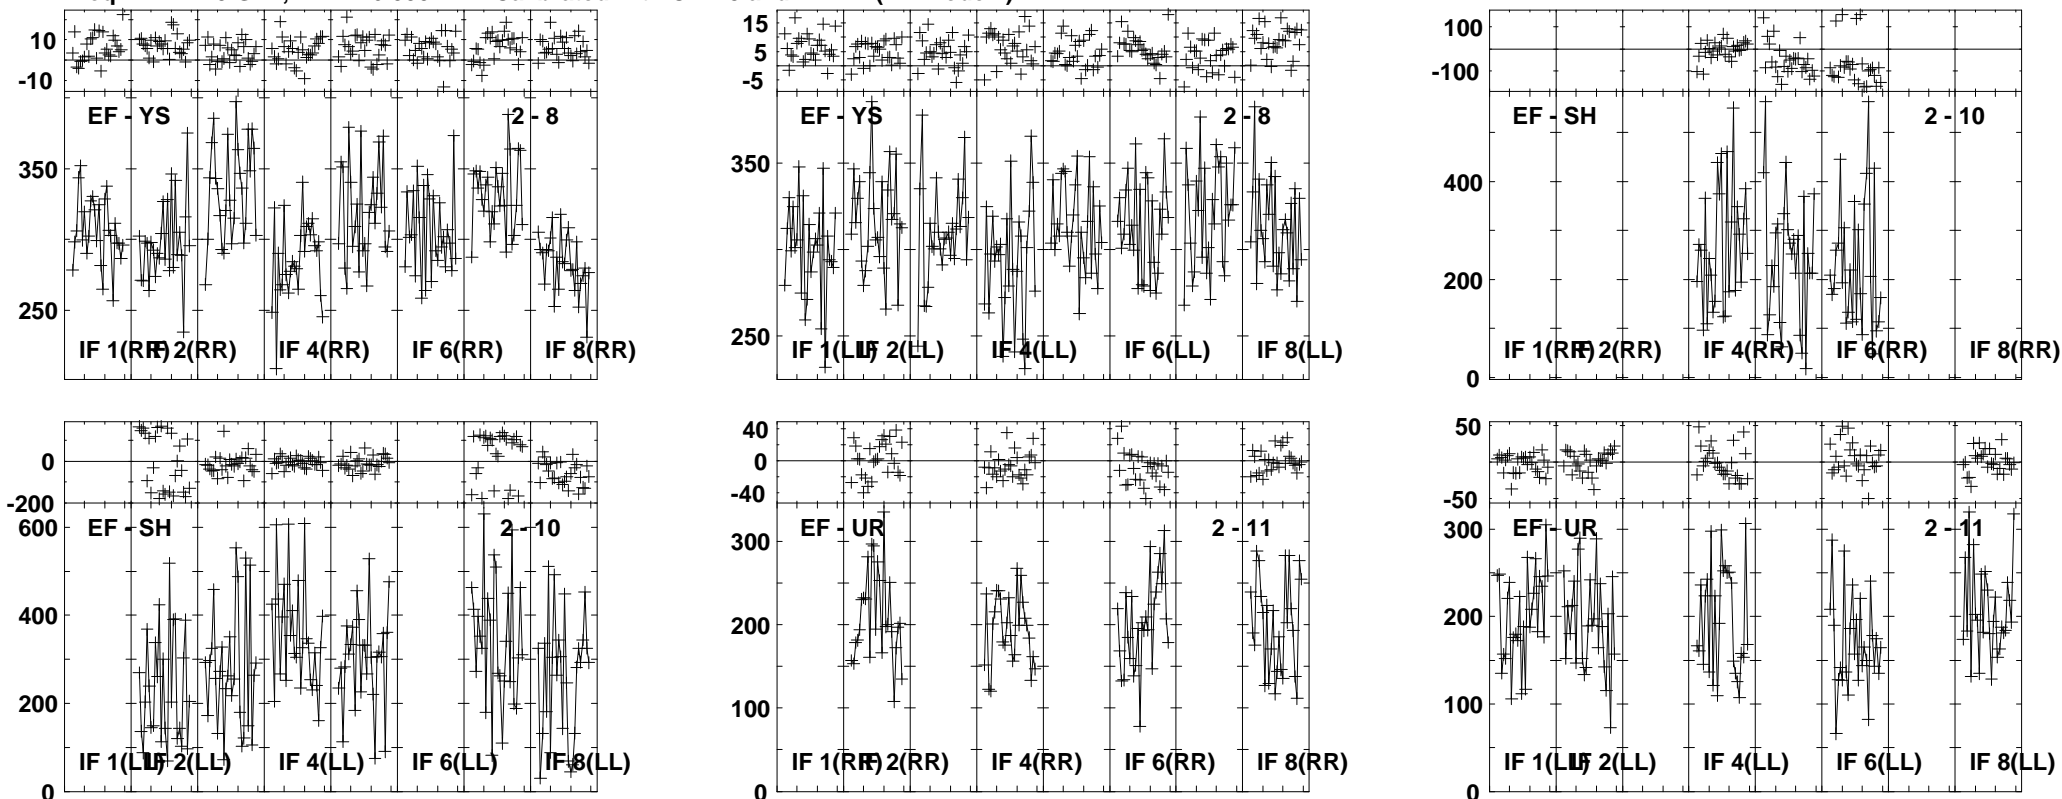 10
-10
EF - YS 2 - 8
350
250
IF 1(RR) IF 2(RR) IF 4(RR) IF 6(RR) IF 8(RR)
15
5
-5
EF - YS 2 - 8
350
250
IF 1(LL) IF 2(LL) IF 4(LL) IF 6(LL) IF 8(LL)
100
-100
EF - SH 2 - 10
400
200
0
IF 1(RR) IF 2(RR) IF 4(RR) IF 6(RR) IF 8(RR)
0
-200
600
EF - SH 2 - 10
400
200
0
IF 1(LL) IF 2(LL) IF 4(LL) IF 6(LL) IF 8(LL)
40
0
-40
EF - UR 2 - 11
300
200
100
0
IF 1(RR) IF 2(RR) IF 4(RR) IF 6(RR) IF 8(RR)
50
-50
EF - UR 2 - 11
300
200
100
0
IF 1(LL) IF 2(LL) IF 4(LL) IF 6(LL) IF 8(LL)